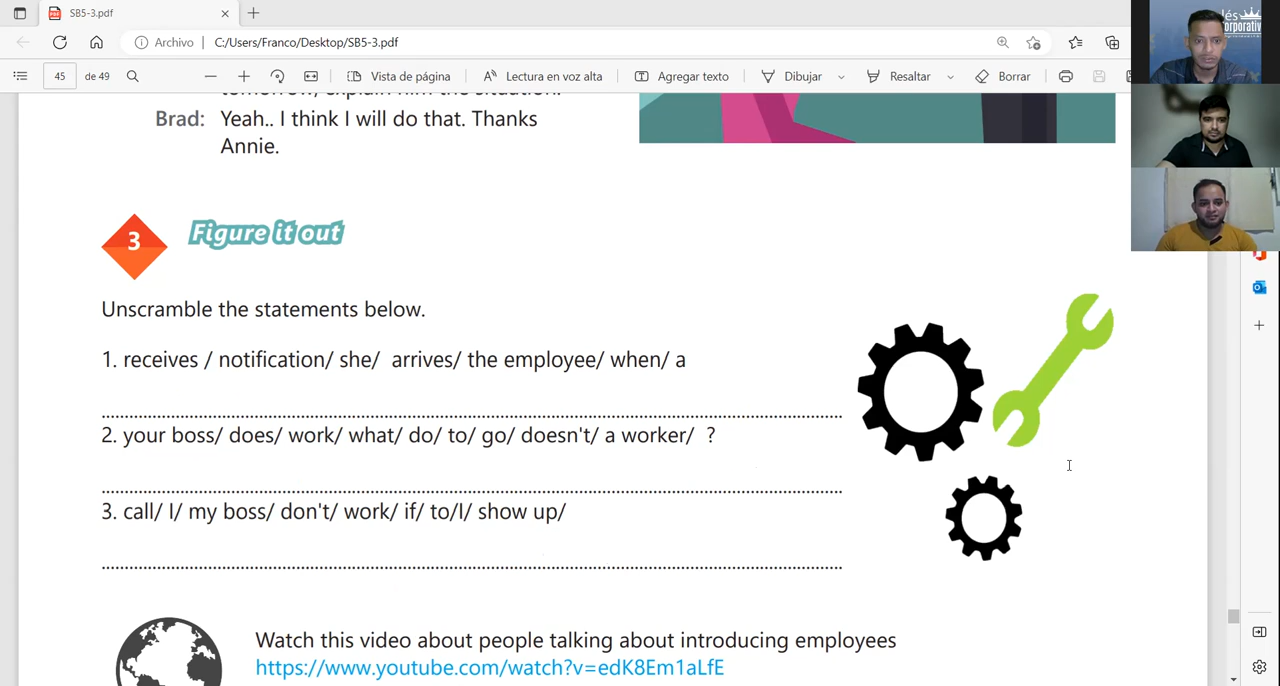 SB5-3.pdf
Archivo
C:/Users/Franco/Desktop/SB5-3.pdf
45 de 49
Vista de página
Lectura en voz alta
Agregar texto
Dibujar
Resaltar
Borrar
Brad: Yeah.. I think I will do that. Thanks
Annie.
3
Figure it out
Unscramble the statements below.
1. receives / notification/ she/ arrives/ the employee/ when/ a
2. your boss/ does/ work/ what/ do/ to/ go/ doesn't/ a worker/ ?
3. call/ I/ my boss/ don't/ work/ if/ to/I/ show up/
Watch this video about people talking about introducing employees
https://www.youtube.com/watch?v=edK8Em1aLfE